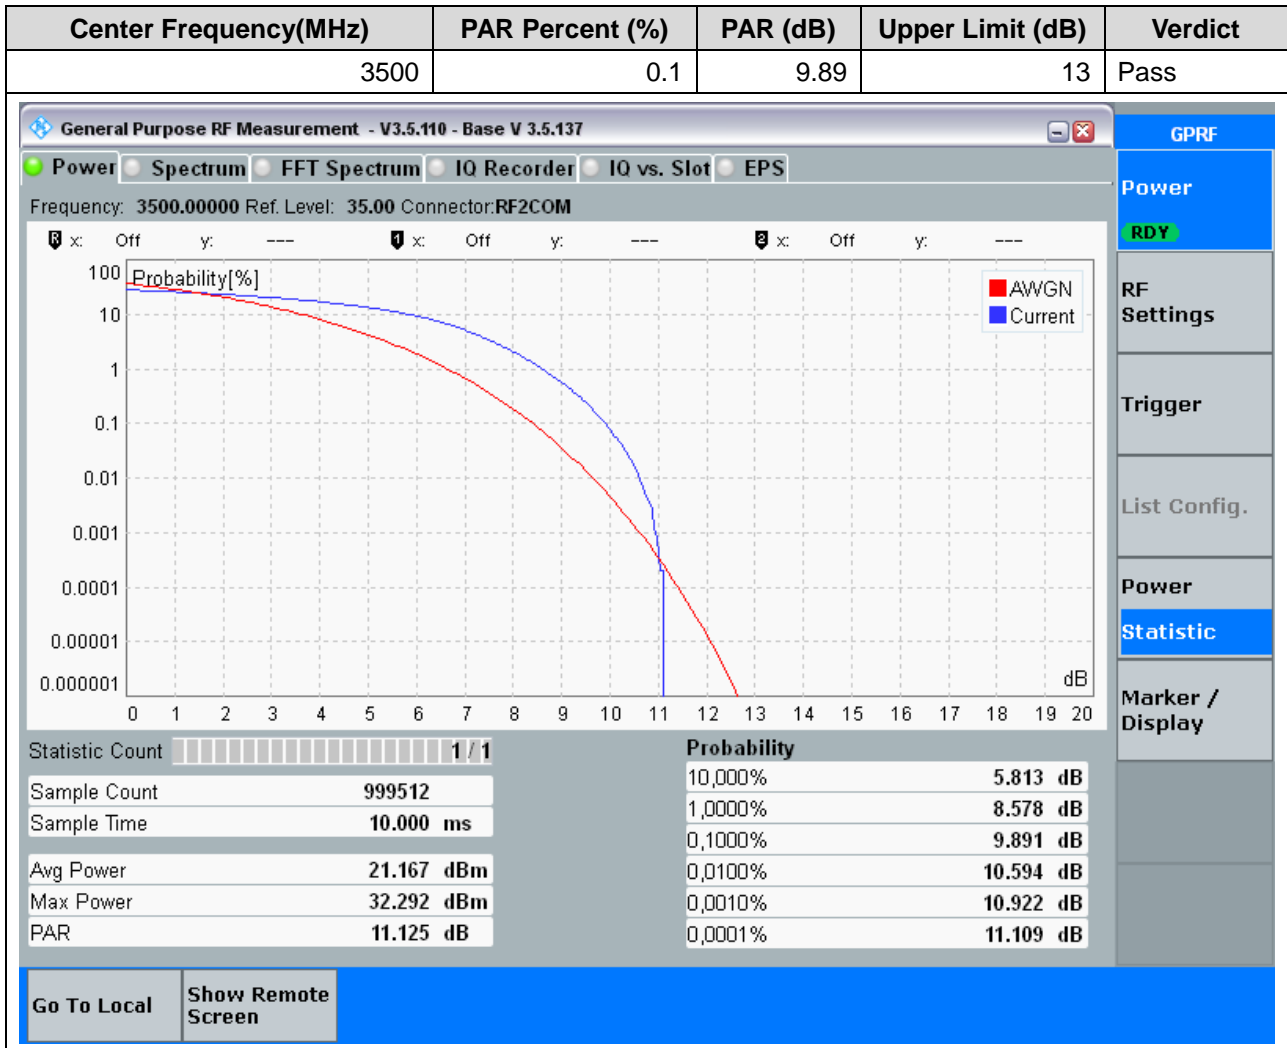 Center Frequency(MHz) PAR Percent (%) PAR (dB) Upper Limit (dB) Verdict
3500 0.1 9.89 13 Pass
General Purpose RF Measurement - V3.5.110 - Base V 3.5.137
GPRF
Power Spectrum FFT Spectrum IQ Recorder IQ vs. Slot EPS
Frequency: 3500.00000 Ref. Level: 35.00 Connector:RF2COM
R x: Off y: --- 1 x: Off y: --- 2 x: Off y: ---
Probability[%]
100
10
1
0.1
0.01
0.001
0.0001
0.00001
0.000001
AWGN
Current
dB
0 1 2 3 4 5 6 7 8 9 10 11 12 13 14 15 16 17 18 19 20
Statistic Count 1 / 1
Sample Count 999512
Sample Time 10.000 ms
Avg Power 21.167 dBm
Max Power 32.292 dBm
PAR 11.125 dB
Probability
10,000% 5.813 dB
1,0000% 8.578 dB
0,1000% 9.891 dB
0,0100% 10.594 dB
0,0010% 10.922 dB
0,0001% 11.109 dB
Power
RDY
RF
Settings
Trigger
List Config.
Power
Statistic
Marker /
Display
Go To Local
Show Remote
Screen